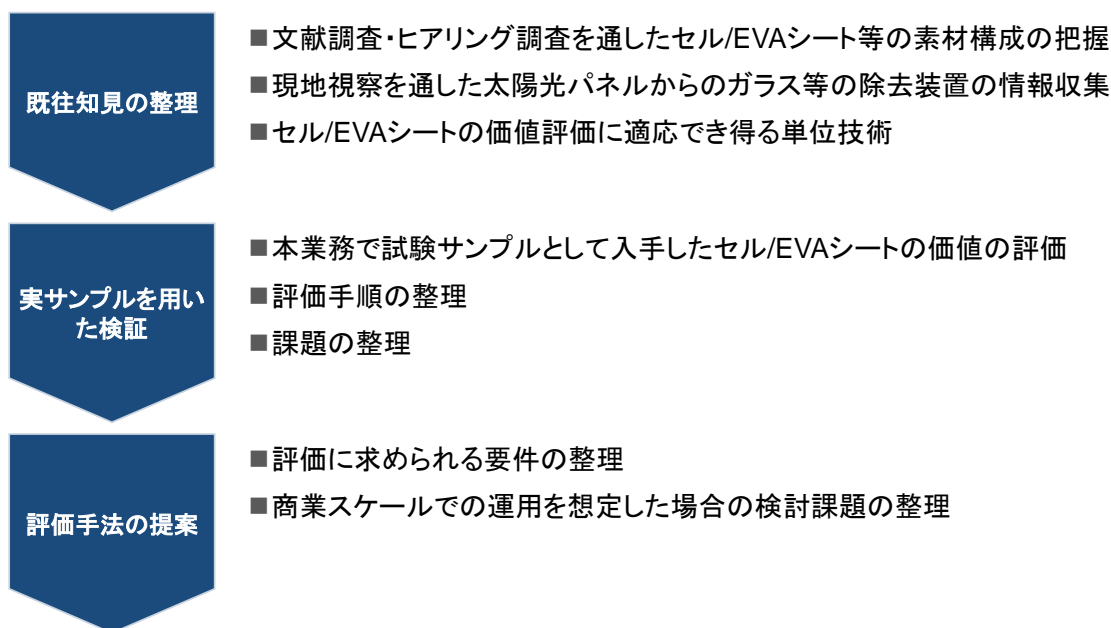 既往知見の整理
■文献調査・ヒアリング調査を通したセル/EVAシート等の素材構成の把握
■現地視察を通した太陽光パネルからのガラス等の除去装置の情報収集
■セル/EVAシートの価値評価に適応でき得る単位技術
実サンプルを用い
た検証
■本業務で試験サンプルとして入手したセル/EVAシートの価値の評価
■評価手順の整理
■課題の整理
評価手法の提案
■評価に求められる要件の整理
■商業スケールでの運用を想定した場合の検討課題の整理